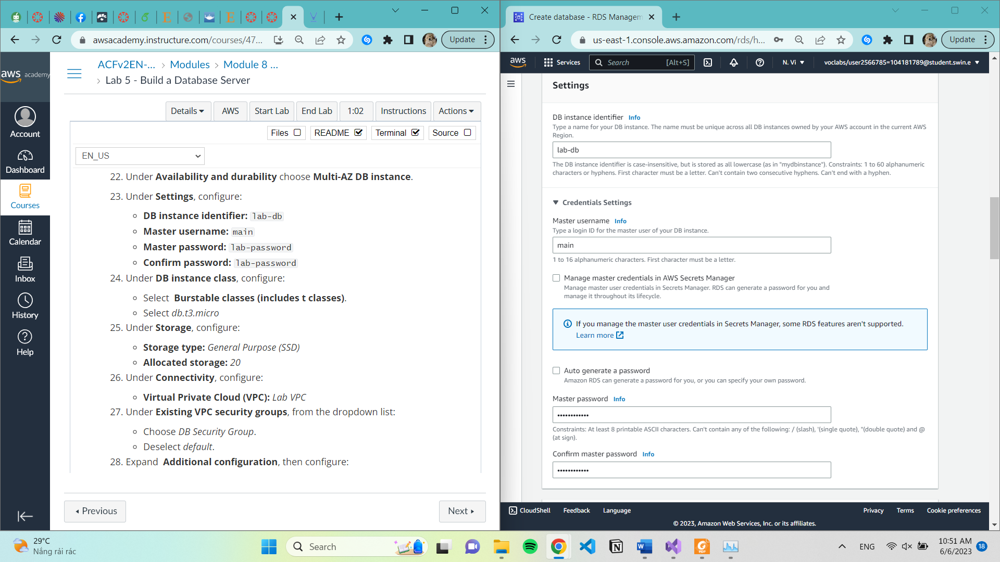 awsacademy.instructure.com/courses/47...
Update
aws academy
Account
Dashboard
Courses
Calendar
Inbox
History
Help
ACFv2EN-... › Modules › Module 8 ...
› Lab 5 - Build a Database Server
Details
AWS
Start Lab
End Lab
1:02
Instructions
Actions
Files
README
Terminal
Source
EN_US
22. Under Availability and durability choose Multi-AZ DB instance.
23. Under Settings, configure:
DB instance identifier: lab-db
Master username: main
Master password: lab-password
Confirm password: lab-password
24. Under DB instance class, configure:
Select Burstable classes (includes t classes).
Select db.t3.micro
25. Under Storage, configure:
Storage type: General Purpose (SSD)
Allocated storage: 20
26. Under Connectivity, configure:
Virtual Private Cloud (VPC): Lab VPC
27. Under Existing VPC security groups, from the dropdown list:
Choose DB Security Group.
Deselect default.
28. Expand Additional configuration, then configure:
Previous
Next
Create database - RDS Managem
us-east-1.console.aws.amazon.com/rds/h...
Update
aws
Services
Search [Alt+S]
N. Vi
voclabs/user2566785=104181789@student.swin.e
Settings
DB instance identifier Info
Type a name for your DB instance. The name must be unique across all DB instances owned by your AWS account in the current AWS
Region.
lab-db
The DB instance identifier is case-insensitive, but is stored as all lowercase (as in "mydbinstance"). Constraints: 1 to 60 alphanumeric
characters or hyphens. First character must be a letter. Can't contain two consecutive hyphens. Can't end with a hyphen.
Credentials Settings
Master username Info
Type a login ID for the master user of your DB instance.
main
1 to 16 alphanumeric characters. First character must be a letter.
Manage master credentials in AWS Secrets Manager
Manage master user credentials in Secrets Manager. RDS can generate a password for you and
manage it throughout its lifecycle.
If you manage the master user credentials in Secrets Manager, some RDS features aren't supported.
Learn more
Auto generate a password
Amazon RDS can generate a password for you, or you can specify your own password.
Master password Info
••••••••••••
Constraints: At least 8 printable ASCII characters. Can't contain any of the following: / (slash), '(single quote), "(double quote) and @
(at sign).
Confirm master password Info
••••••••••••
CloudShell
Feedback
Language
Privacy
Terms
Cookie preferences
© 2023, Amazon Web Services, Inc. or its affiliates.
29°C
Nắng rải rác
Search
ENG
10:51 AM
6/6/2023
18